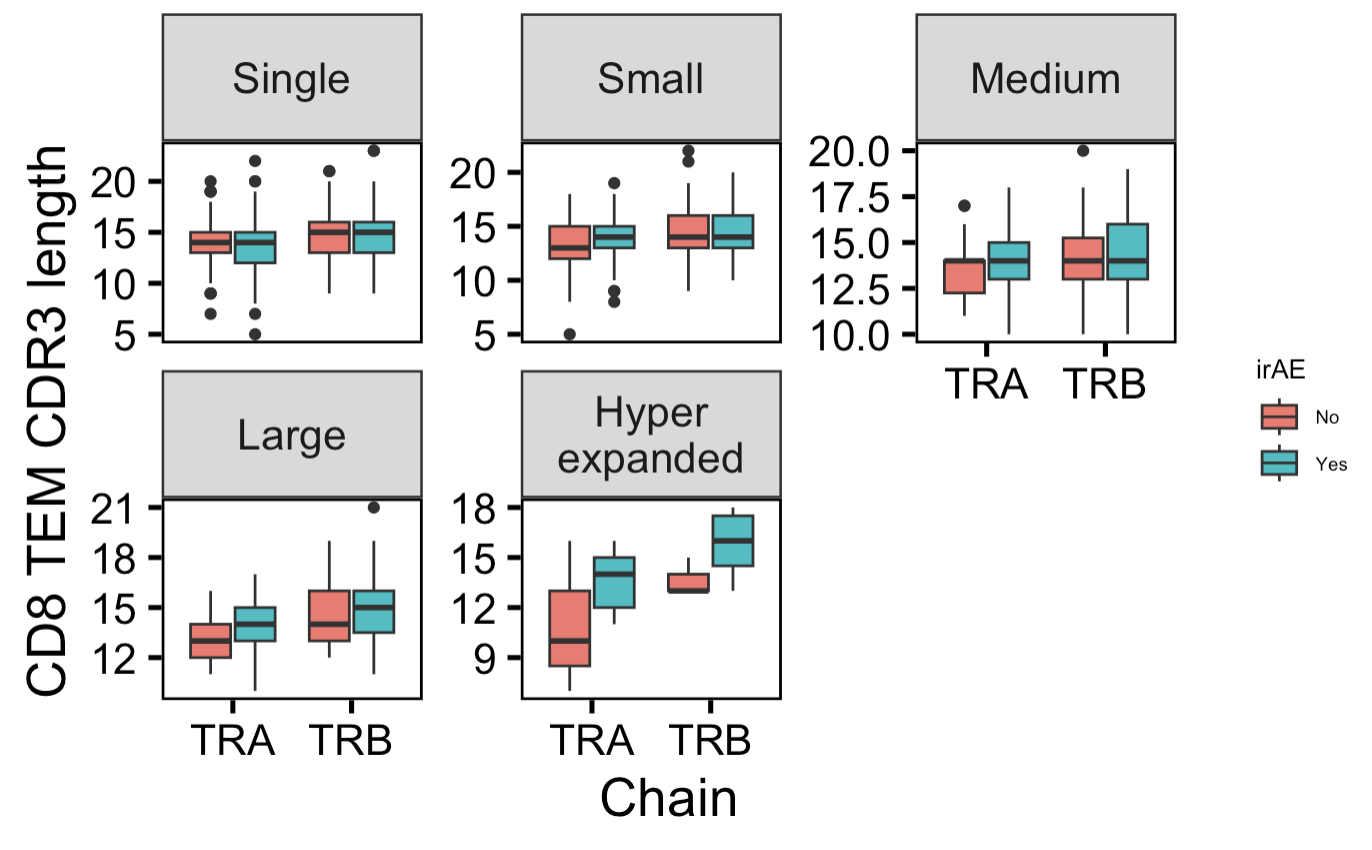 Single
Small
Medium
CD8 TEM CDR3 length
20
15
10
5
20
15
10
5
20.0
17.5
15.0
12.5
10.0
TRA TRB
irAE
No
Yes
Large
Hyper
expanded
21
18
15
12
18
15
12
9
TRA TRB
TRA TRB
Chain